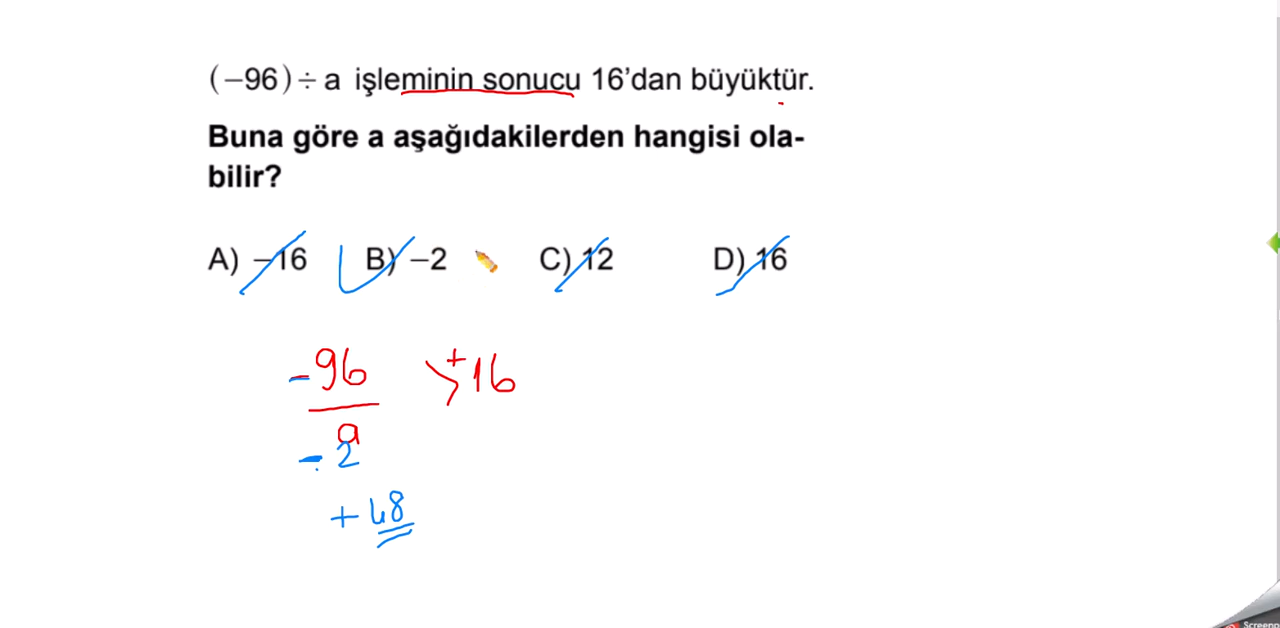 (−96) ÷ a işleminin sonucu 16’dan büyüktür.
Buna göre a aşağıdakilerden hangisi ola-
bilir?
A) −16 B) −2 C) 12 D) 16
-96 > +16
a
- 2
+ 48
Screenp